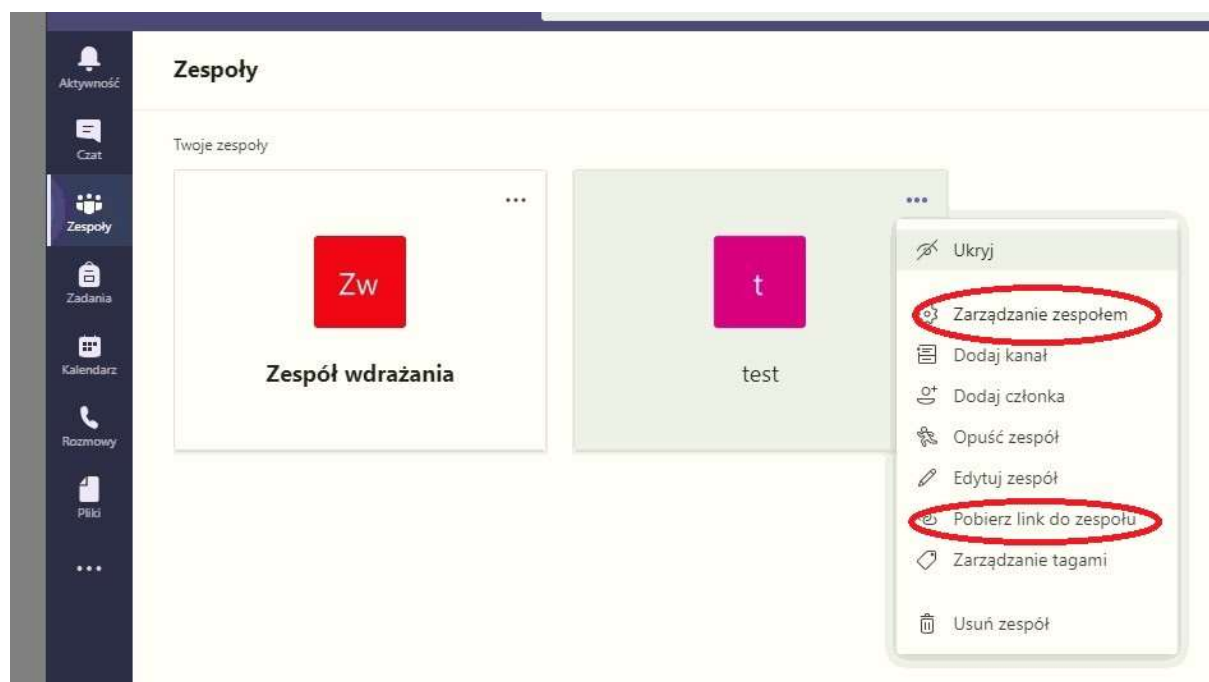 Aktywność
Czat
Zespoły
Zadania
Kalendarz
Rozmowy
Pliki
Zespoły
Twoje zespoły
Zw
Zespół wdrażania
t
test
Ukryj
Zarządzanie zespołem
Dodaj kanał
Dodaj członka
Opuść zespół
Edytuj zespół
Pobierz link do zespołu
Zarządzanie tagami
Usuń zespół